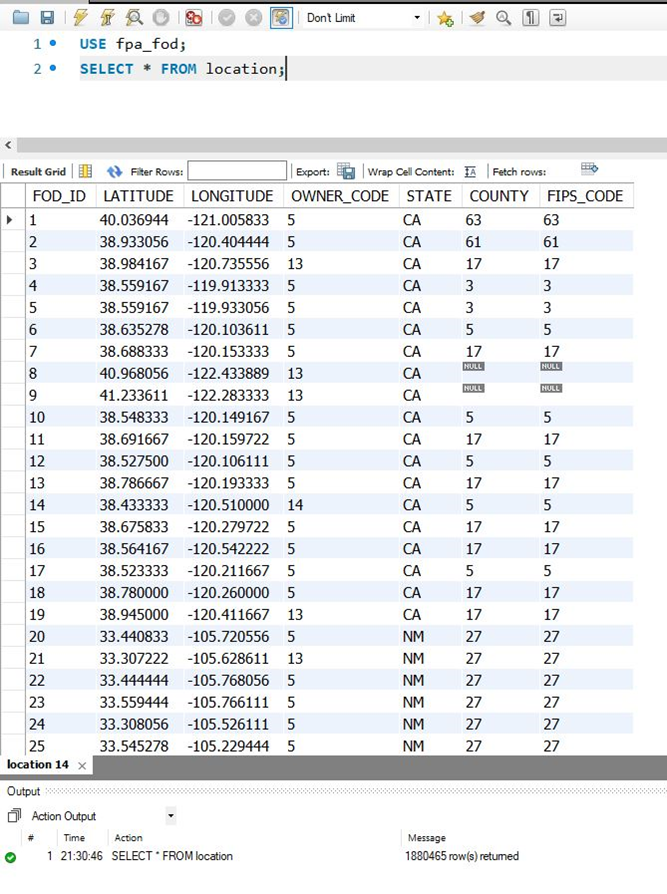 Don't Limit
1 USE fpa_fod;
2 SELECT * FROM location;
Result Grid Filter Rows: Export: Wrap Cell Content: Fetch rows:
FOD_ID LATITUDE LONGITUDE OWNER_CODE STATE COUNTY FIPS_CODE
1 40.036944 -121.005833 5 CA 63 63
2 38.933056 -120.404444 5 CA 61 61
3 38.984167 -120.735556 13 CA 17 17
4 38.559167 -119.913333 5 CA 3 3
5 38.559167 -119.933056 5 CA 3 3
6 38.635278 -120.103611 5 CA 5 5
7 38.688333 -120.153333 5 CA 17 17
8 40.968056 -122.433889 13 CA NULL NULL
9 41.233611 -122.283333 13 CA NULL NULL
10 38.548333 -120.149167 5 CA 5 5
11 38.691667 -120.159722 5 CA 17 17
12 38.527500 -120.106111 5 CA 5 5
13 38.786667 -120.193333 5 CA 17 17
14 38.433333 -120.510000 14 CA 5 5
15 38.675833 -120.279722 5 CA 17 17
16 38.564167 -120.542222 5 CA 17 17
17 38.523333 -120.211667 5 CA 5 5
18 38.780000 -120.260000 5 CA 17 17
19 38.945000 -120.411667 13 CA 17 17
20 33.440833 -105.720556 5 NM 27 27
21 33.307222 -105.628611 13 NM 27 27
22 33.444444 -105.768056 5 NM 27 27
23 33.559444 -105.766111 5 NM 27 27
24 33.308056 -105.526111 5 NM 27 27
25 33.545278 -105.229444 5 NM 27 27
location 14
Output
Action Output
# Time Action Message
1 21:30:46 SELECT * FROM location 1880465 row(s) returned